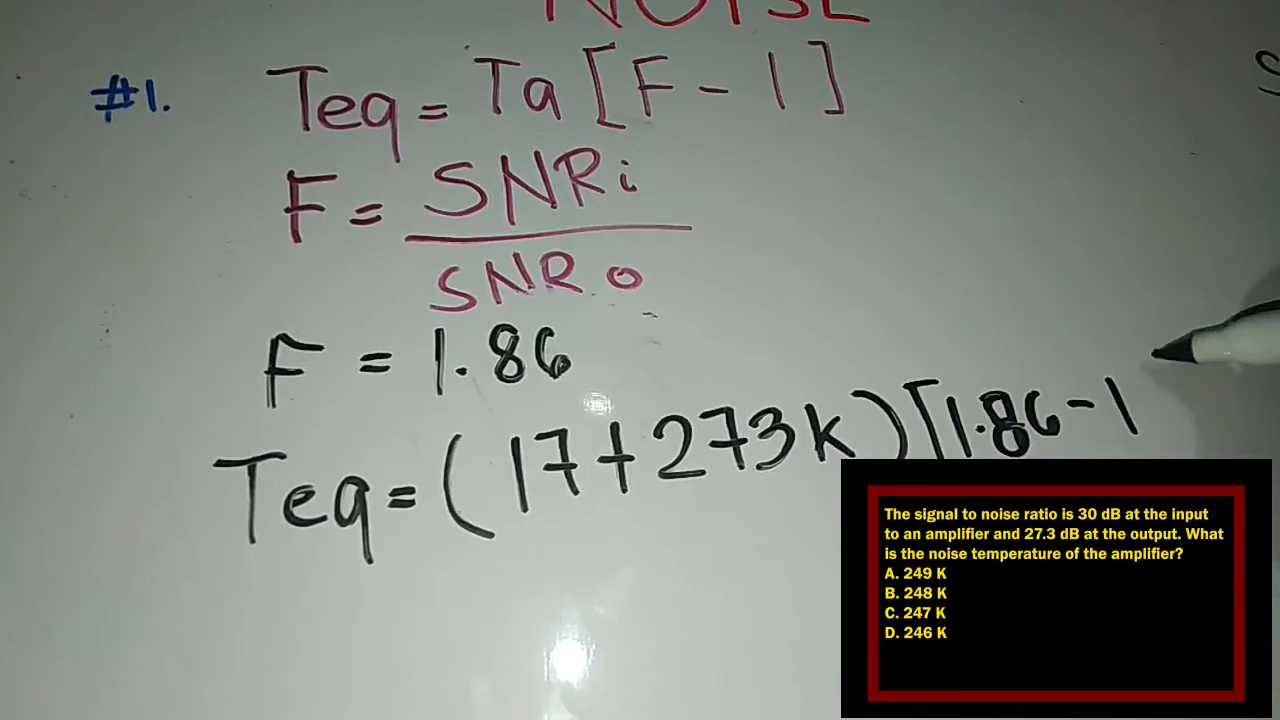 NOISE
#1. Teq = Ta [F - 1]
F = SNRi
SNRo
F = 1.86
Teq = (17+273k) [1.86-1
The signal to noise ratio is 30 dB at the input
to an amplifier and 27.3 dB at the output. What
is the noise temperature of the amplifier?
A. 249 K
B. 248 K
C. 247 K
D. 246 K